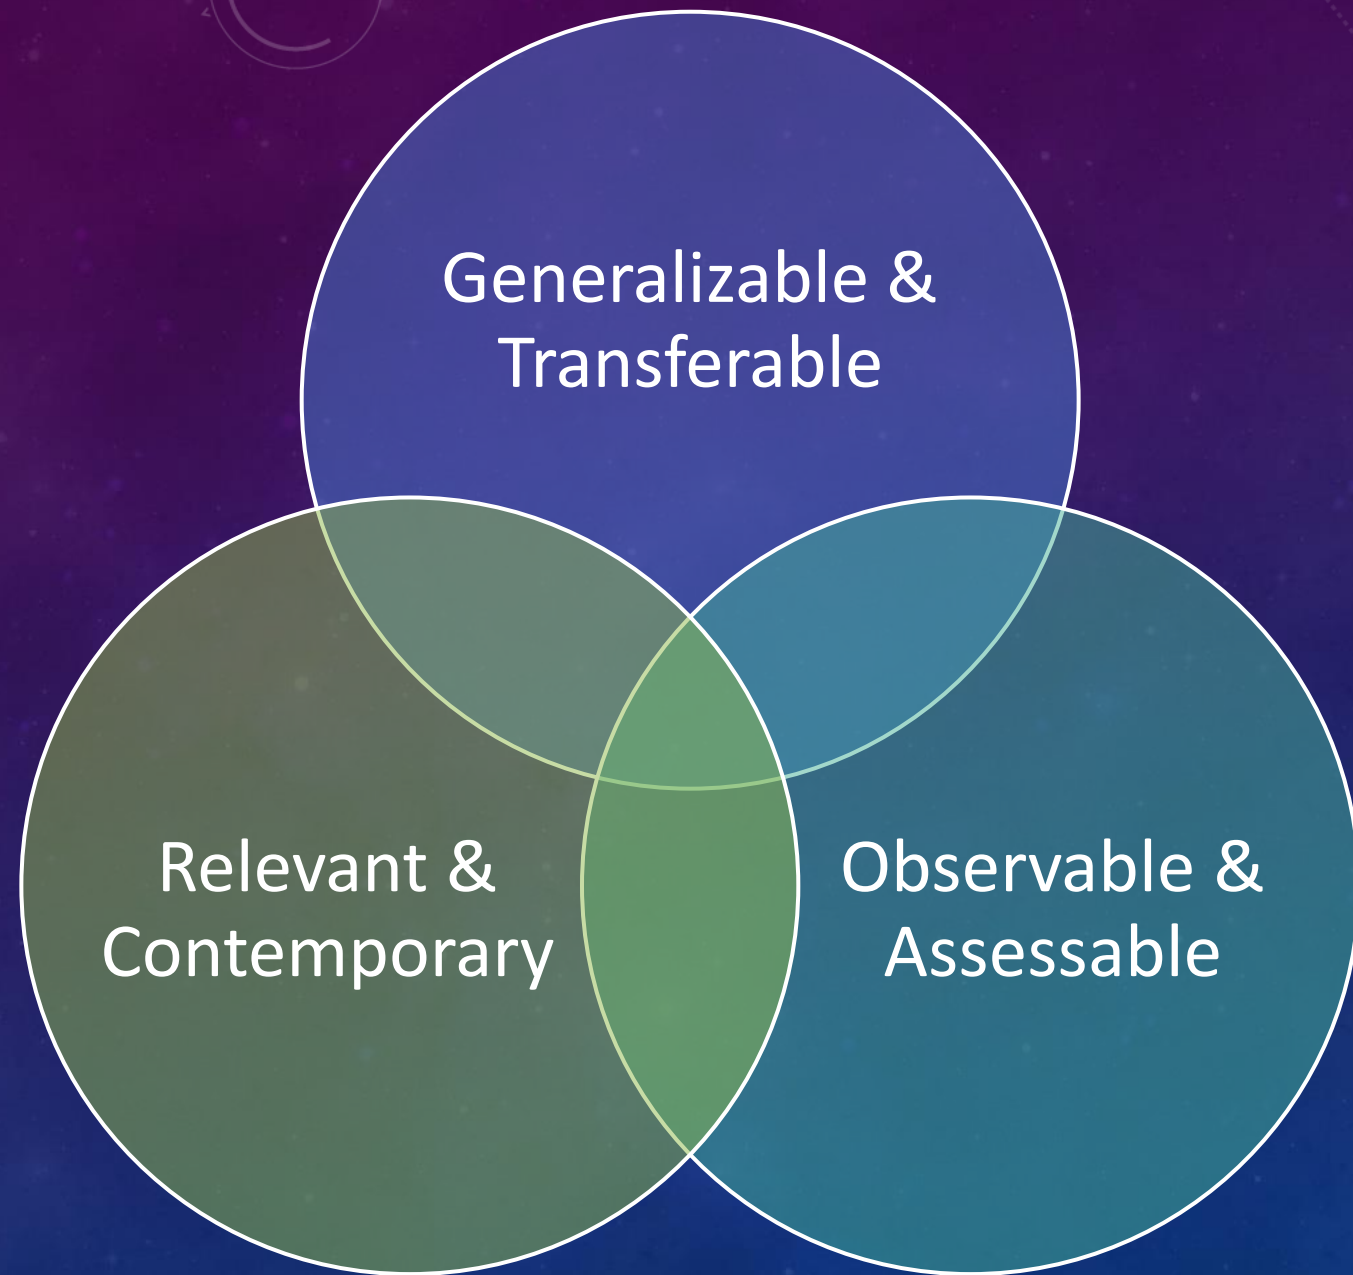 Generalizable &
Transferable
Relevant &
Contemporary
Observable &
Assessable